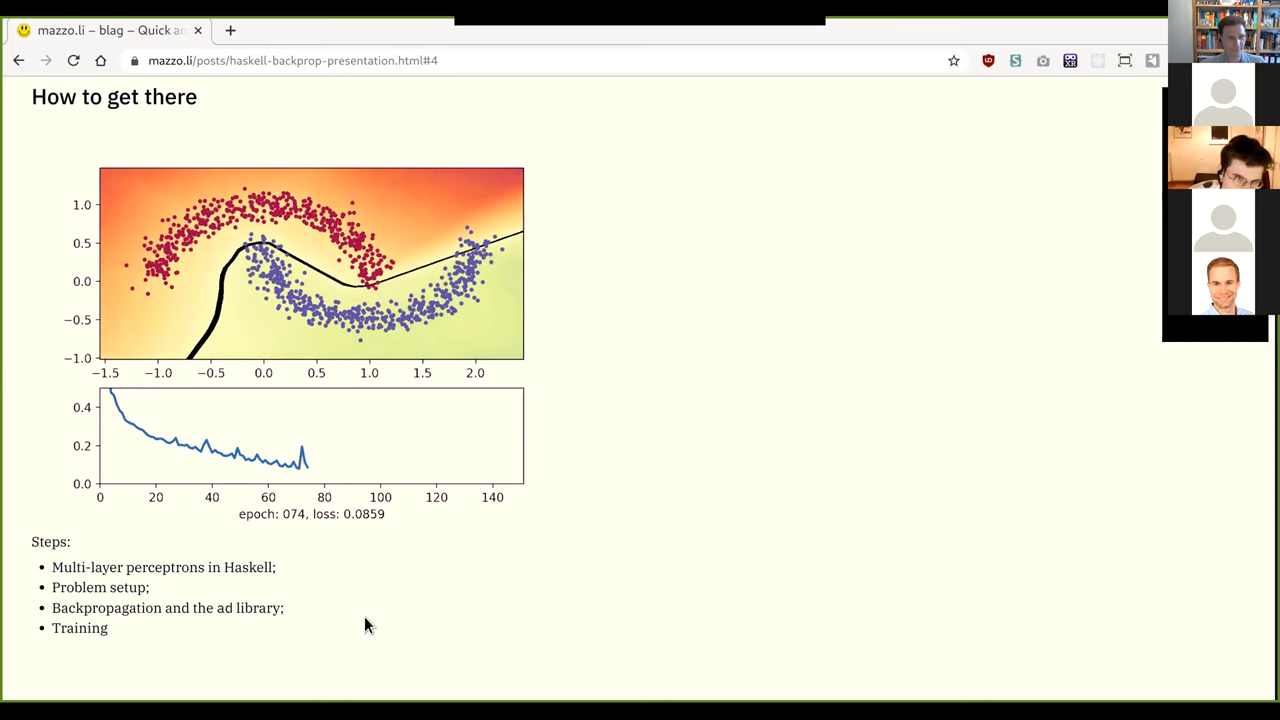 mazzo.li – blag – Quick an
mazzo.li/posts/haskell-backprop-presentation.html#4
How to get there
1.0
0.5
0.0
−0.5
−1.0
−1.5 −1.0 −0.5 0.0 0.5 1.0 1.5 2.0
0.4
0.2
0.0
0 20 40 60 80 100 120 140
epoch: 074, loss: 0.0859
Steps:
• Multi-layer perceptrons in Haskell;
• Problem setup;
• Backpropagation and the ad library;
• Training